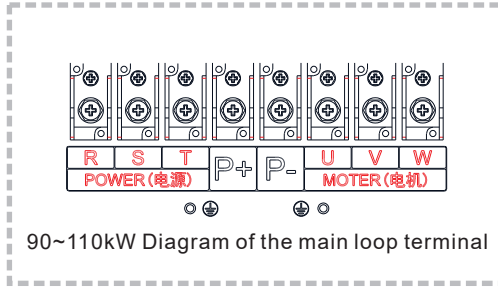 R S T P+ P- U V W
POWER(电源) MOTER(电机)
90~110kW Diagram of the main loop terminal